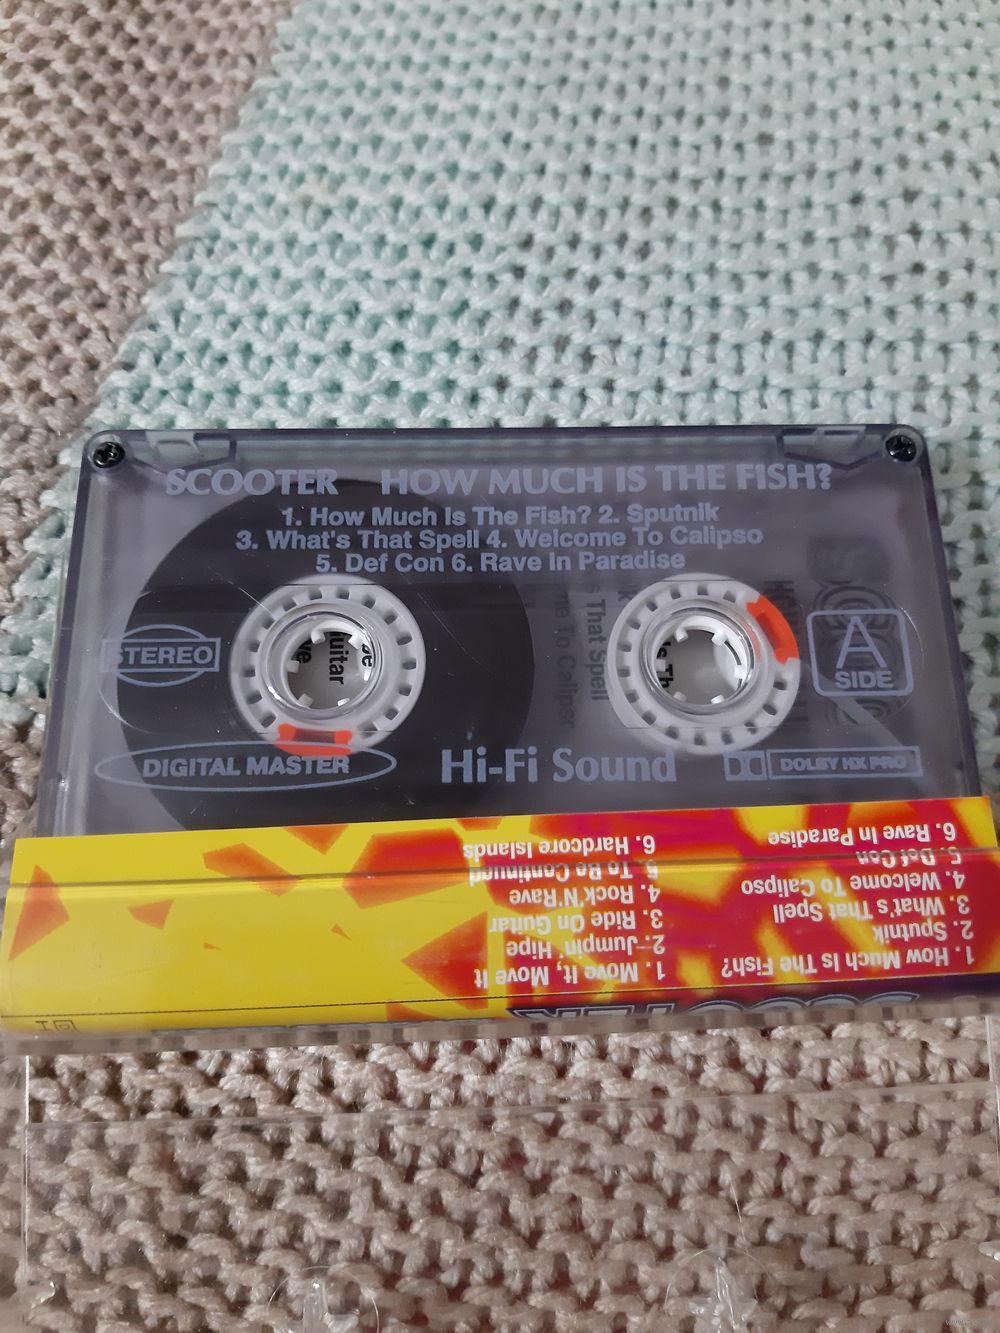 SCOOTER HOW MUCH IS THE FISH?
1. How Much Is The Fish? 2. Sputnik
3. What's That Spell 4. Welcome To Calipso
5. Def Con 6. Rave In Paradise
STEREO
A
SIDE
DIGITAL MASTER
Hi-Fi Sound
DOLBY HX PRO
1. How Much Is The Fish?
2. Sputnik
3. What's That Spell
4. Welcome To Calipso
5. Def Con
6. Rave In Paradise
1. Move It, Move It
2. Jumpin' Hipe
3. Ride On Guitar
4. Rock'N'Rave
5. To Be Continued
6. Hardcore Islands
SCOOTER